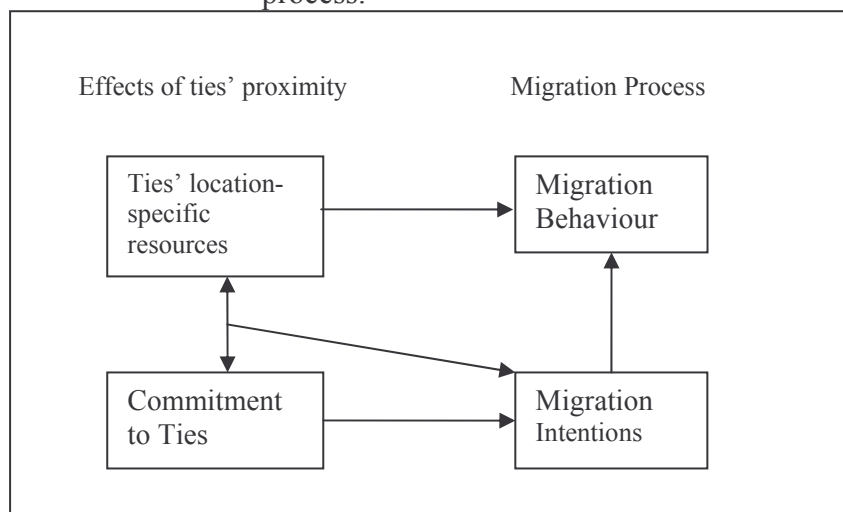 process.
Effects of ties’ proximity
Migration Process
Ties’ location-
specific
resources
Migration
Behaviour
Commitment
to Ties
Migration
Intentions